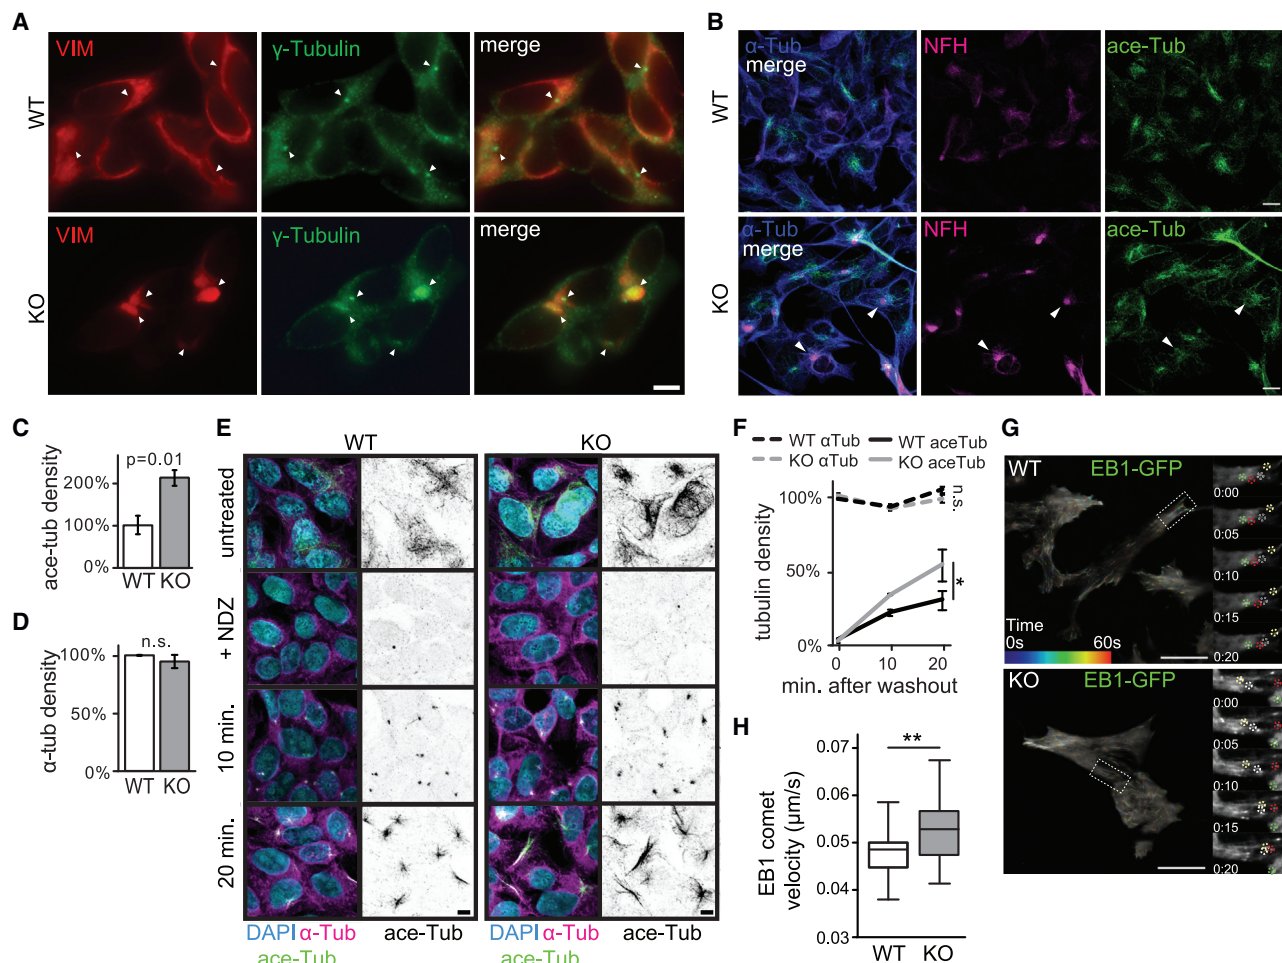 A
VIM
γ-Tubulin
merge
WT
VIM
γ-Tubulin
merge
KO
B
α-Tub
merge
NFH
ace-Tub
WT
α-Tub
merge
NFH
ace-Tub
KO
C
ace-tub density
p=0.01
200%
100%
0%
WT KO
D
α-tub density
n.s.
100%
50%
0%
WT KO
E
WT
KO
untreated
+ NDZ
10 min.
20 min.
DAPI α-Tub
ace-Tub
ace-Tub
DAPI α-Tub
ace-Tub
ace-Tub
F
WT αTub
WT aceTub
KO αTub
KO aceTub
tubulin density
100%
50%
0%
n.s.
*
0 10 20
min. after washout
G
WT
EB1-GFP
0:00
0:05
0:10
0:15
0:20
Time
0s 60s
KO
EB1-GFP
0:00
0:05
0:10
0:15
0:20
H
EB1 comet
velocity (μm/s)
**
0.07
0.06
0.05
0.04
0.03
WT KO